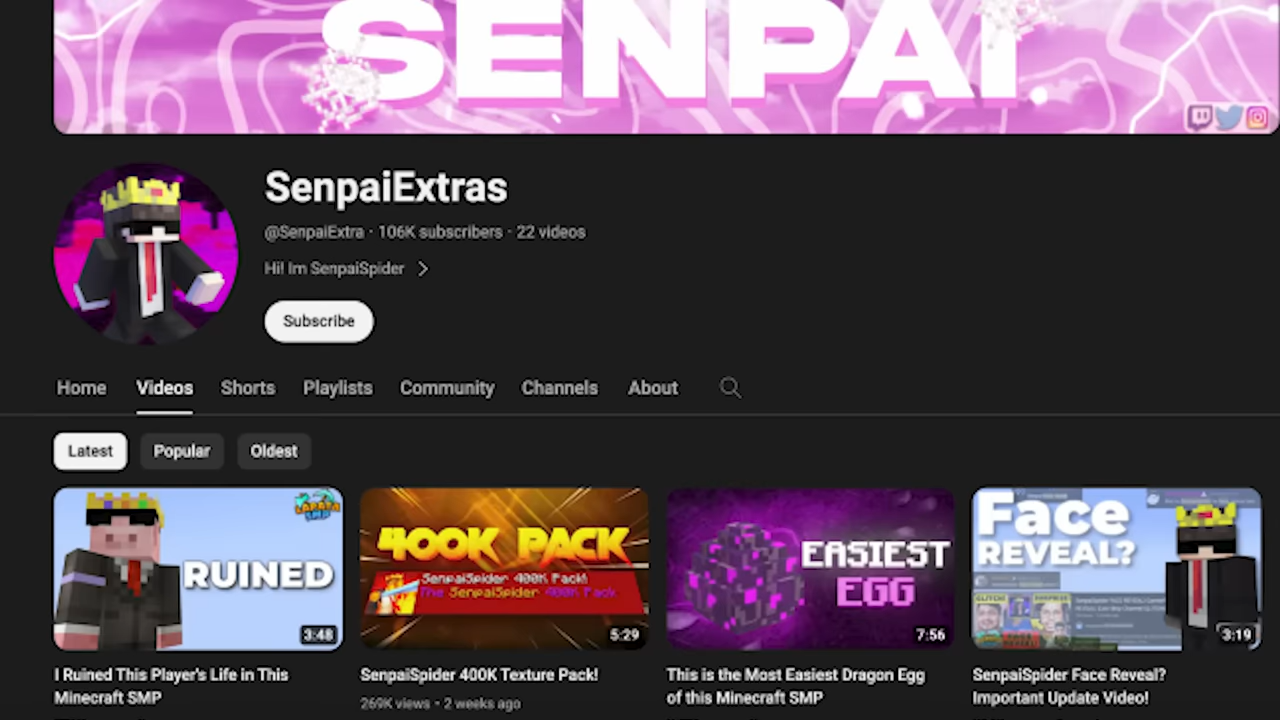 SENPAI
SenpaiExtras
@SenpaiExtra · 106K subscribers · 22 videos
Hi! Im SenpaiSpider
Subscribe
Home Videos Shorts Playlists Community Channels About
Latest Popular Oldest
RUINED
3:48
400K PACK
SenpaiSpider 400K Pack!
The SenpaiSpider 400K Pack
5:29
EASIEST
EGG
7:56
Face
REVEAL?
3:19
I Ruined This Player's Life in This
Minecraft SMP
SenpaiSpider 400K Texture Pack!
269K views · 2 weeks ago
This is the Most Easiest Dragon Egg
of this Minecraft SMP
SenpaiSpider Face Reveal?
Important Update Video!